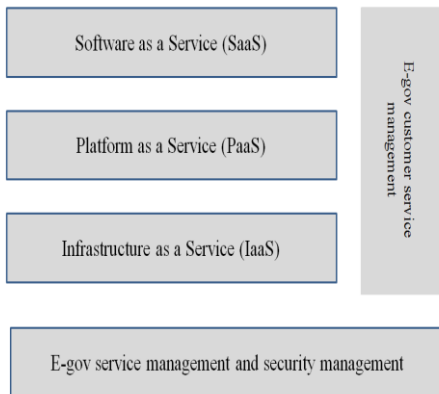 Software as a Service (SaaS)
Platform as a Service (PaaS)
Infrastructure as a Service (IaaS)
E-gov customer service
management
E-gov service management and security management